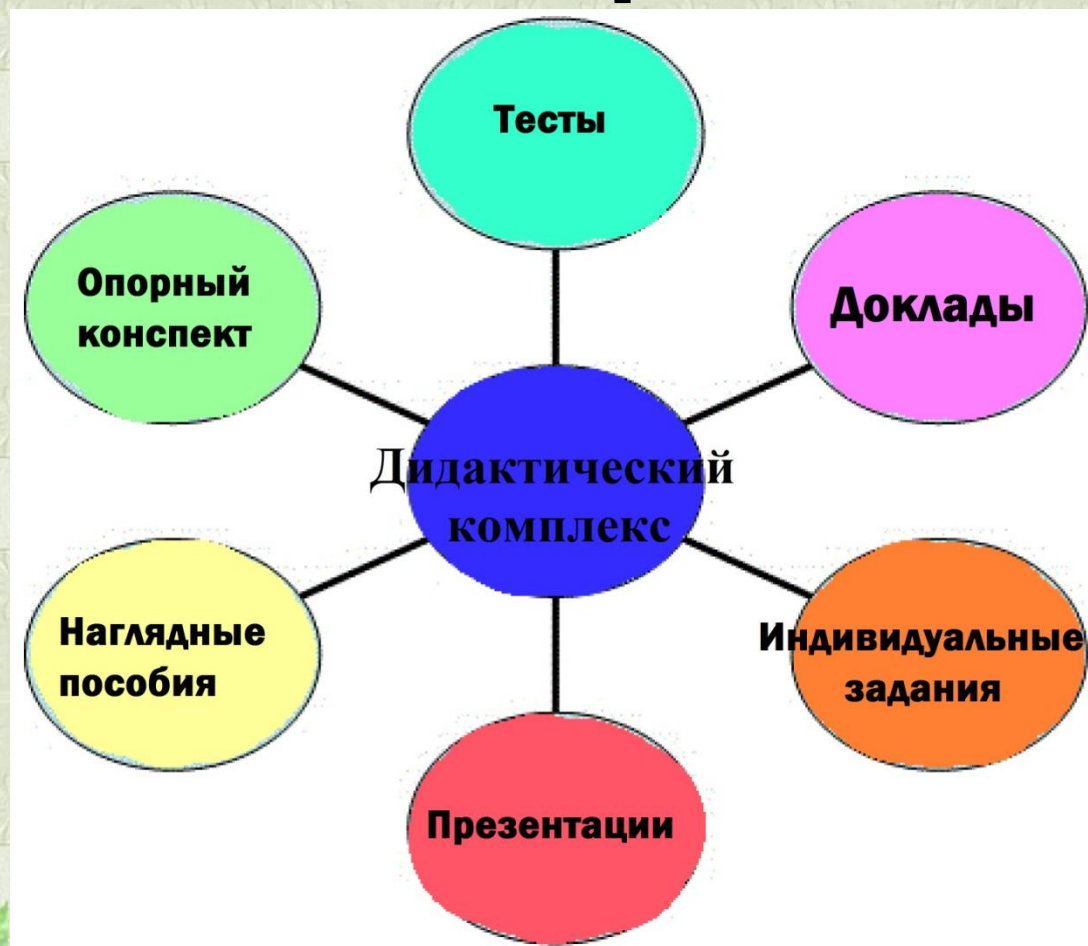 Тесты
Опорный
конспект
Доклады
Дидактический
комплекс
Наглядные
пособия
Индивидуальные
задания
Презентации